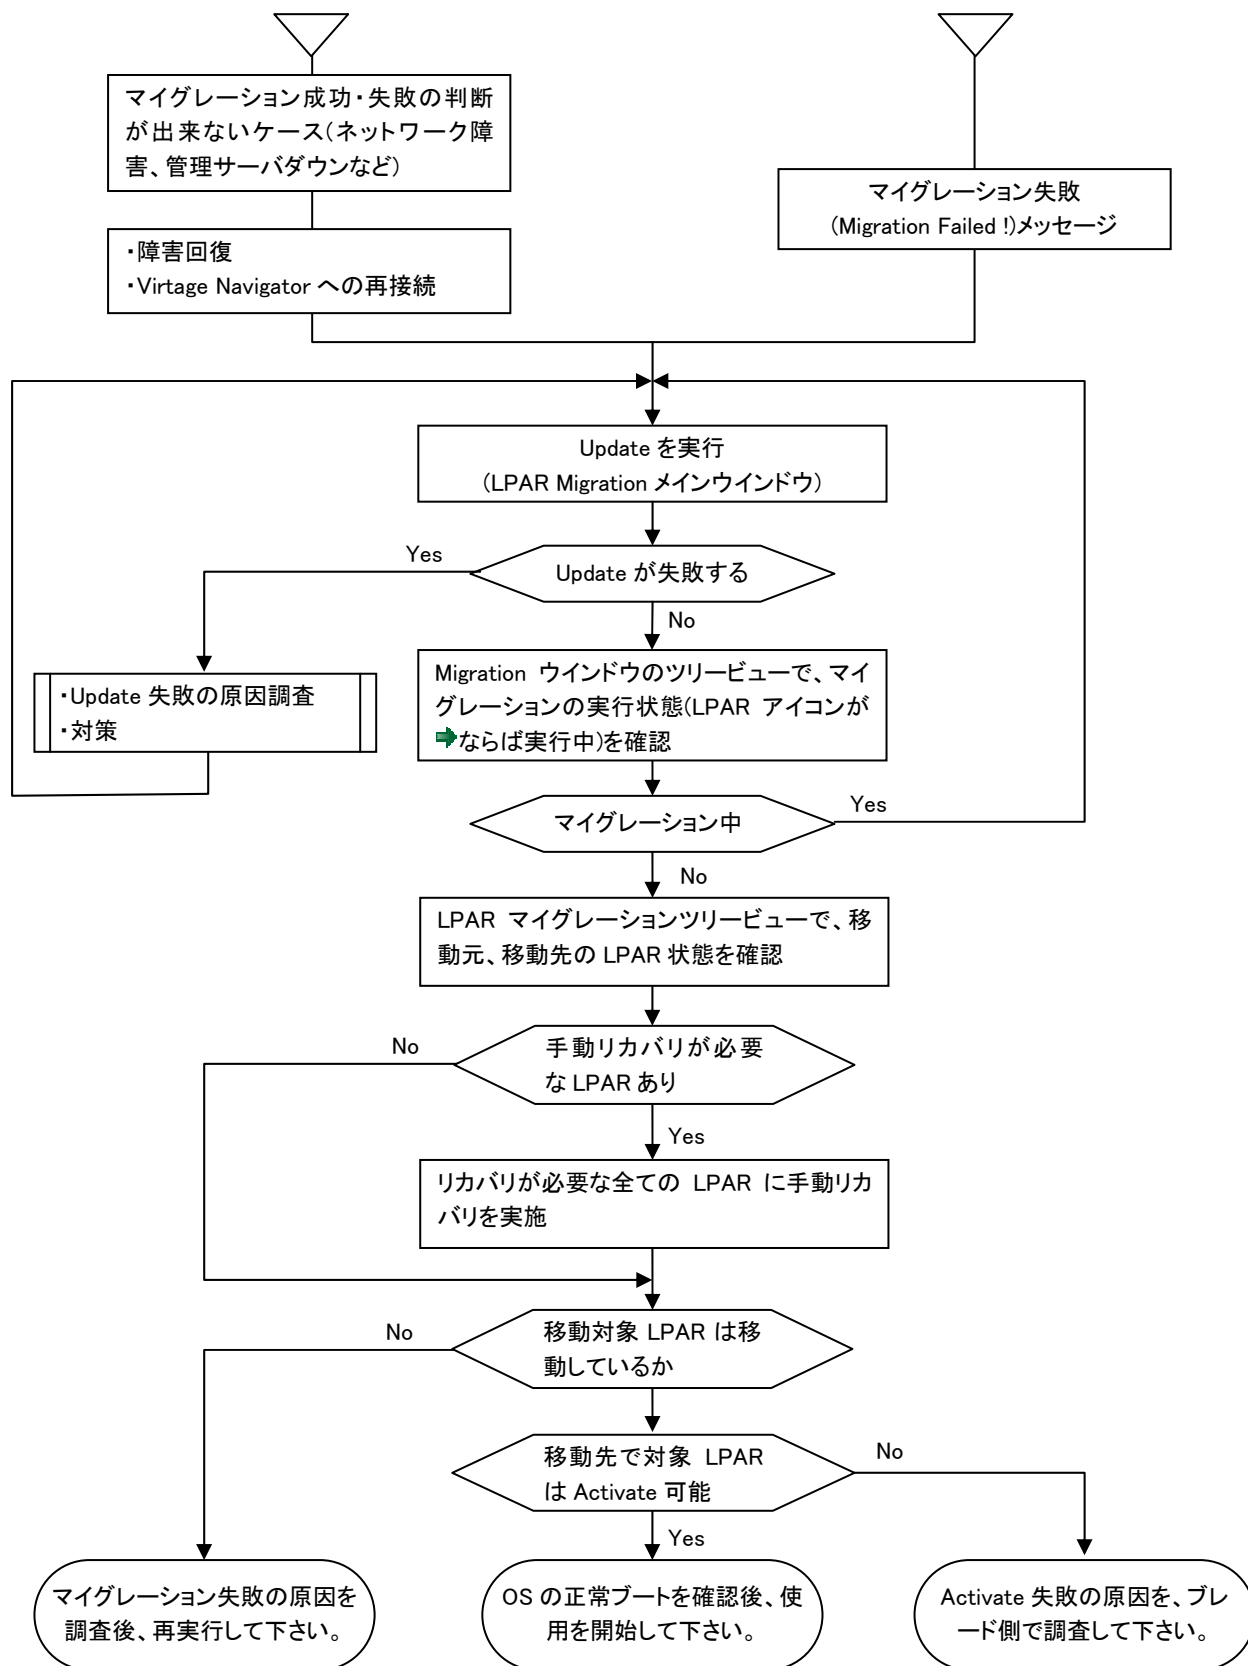 マイグレーション成功・失敗の判断
が出来ないケース(ネットワーク障
害、管理サーバダウンなど)
・障害回復
・Virtage Navigator への再接続
マイグレーション失敗
(Migration Failed !)メッセージ
Update を実行
(LPAR Migration メインウインドウ)
Yes
Update が失敗する
No
・Update 失敗の原因調査
・対策
Migration ウインドウのツリービューで、マイ
グレーションの実行状態(LPAR アイコンが
ならば実行中)を確認
マイグレーション中
Yes
No
LPAR マイグレーションツリービューで、移
動元、移動先の LPAR 状態を確認
No
手動リカバリが必要
な LPAR あり
Yes
リカバリが必要な全ての LPAR に手動リカ
バリを実施
No
移動対象 LPAR は移
動しているか
移動先で対象 LPAR
は Activate 可能
No
Yes
マイグレーション失敗の原因を
調査後、再実行して下さい。
OS の正常ブートを確認後、使
用を開始して下さい。
Activate 失敗の原因を、ブレ
ード側で調査して下さい。